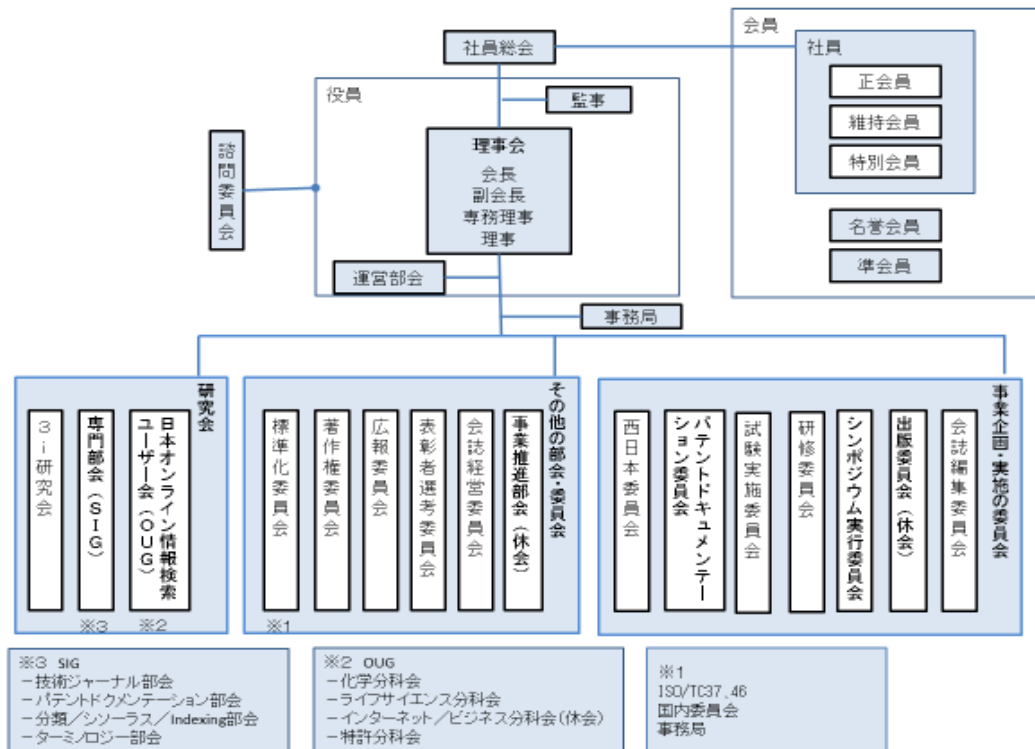 会員
社員総会
社員
正会員
維持会員
特別会員
名誉会員
準会員
役員
監事
諮問委員会
理事会
会長
副会長
専務理事
理事
運営部会
事務局
研究会
日本オンライン情報検索
ユーザー会(OUG)
専門部会(SIG)
3i研究会
※3
※2
その他の部会・委員会
事業推進部会(休会)
会誌経営委員会
表彰者選考委員会
広報委員会
著作権委員会
標準化委員会
※1
事業企画・実施の委員会
会誌編集委員会
出版委員会(休会)
シンポジウム実行委員会
研修委員会
試験実施委員会
パテントドキュメンテー
ション委員会
西日本委員会
※3 SIG
-技術ジャーナル部会
-パテントドクメンテーション部会
-分類/シソーラス/Indexing部会
-ターミノロジー部会
※2 OUG
-化学分科会
-ライフサイエンス分科会
-インターネット/ビジネス分科会(休会)
-特許分科会
※1
ISO/TC37、46
国内委員会
事務局